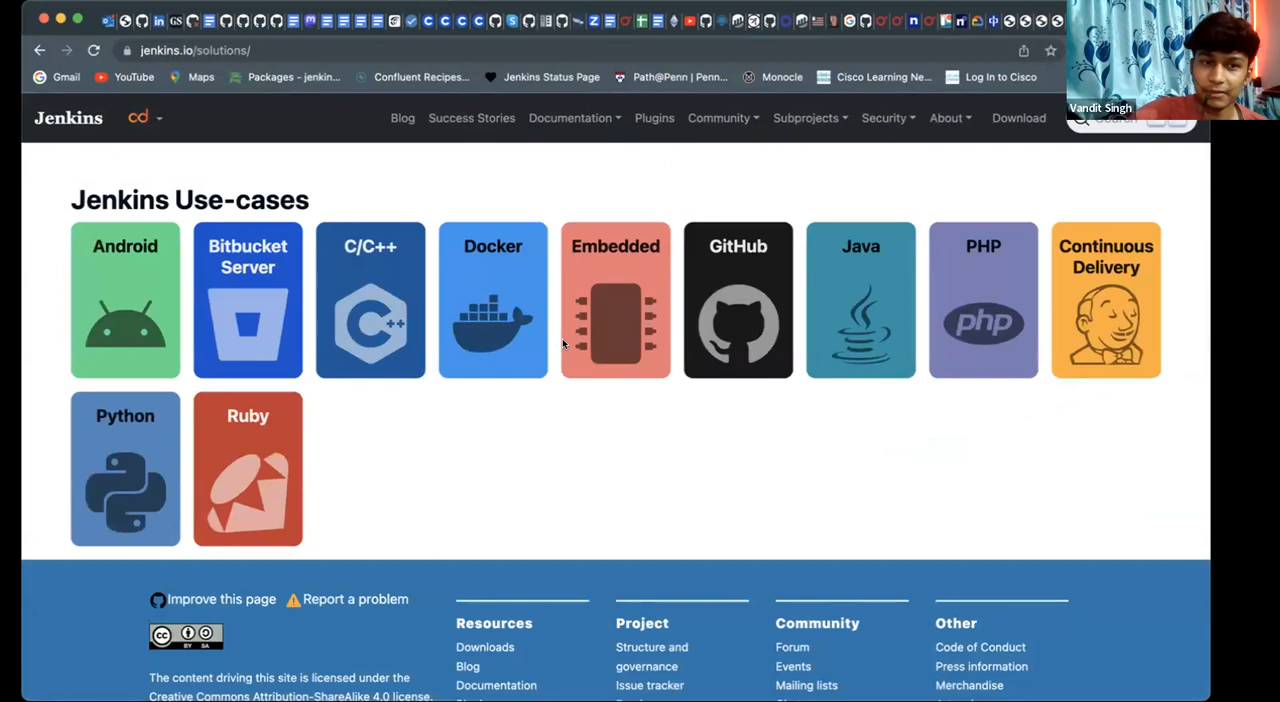 jenkins.io/solutions/
Gmail YouTube Maps Packages - jenkin... Confluent Recipes... Jenkins Status Page Path@Penn | Penn... Monocle Cisco Learning Ne... Log In to Cisco
Vandit Singh
Jenkins cd Blog Success Stories Documentation Plugins Community Subprojects Security About Download
Jenkins Use-cases
Android
Bitbucket
Server
C/C++
C++
Docker
Embedded
GitHub
Java
PHP
php
Continuous
Delivery
Python
Ruby
Improve this page Report a problem
CC BY SA
The content driving this site is licensed under the
Creative Commons Attribution-ShareAlike 4.0 license.
Resources
Downloads
Blog
Documentation
Project
Structure and
governance
Issue tracker
Community
Forum
Events
Mailing lists
Other
Code of Conduct
Press information
Merchandise